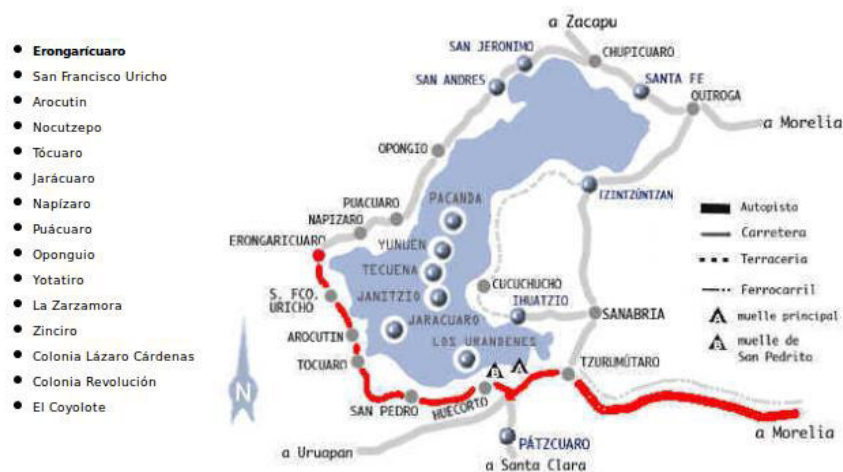 Erongarícuaro
San Francisco Uricho
Arocutin
Nocutzepo
Tócuaro
Jarácuaro
Napízaro
Puácuaro
Oponguio
Yotatiro
La Zarzamora
Zinciro
Colonia Lázaro Cárdenas
Colonia Revolución
El Coyolote
a Zacapu
SAN JERONIMO
CHUPICUARO
SAN ANDRES
SANTA FE
QUIROGA
a Morelia
OPONGIO
TZINTZÚNTZAN
PUACUARO
PACANDA
NAPIZARO
ERONGARICUARO
YUNUEN
TECUENA
CUCUCHUCHO
S. FCO.
URICHO
JANITZIO
IHUATZIO
JARACUARO
SANABRIA
AROCUTIN
LOS URANDENES
TOCUARO
B
A
TZURUMÚTARO
SAN PEDRO
HUECORTO
N
a Uruapan
PÁTZCUARO
a Santa Clara
a Morelia
Autopista
Carretera
Terraceria
Ferrocarril
A muelle principal
B muelle de
San Pedrito